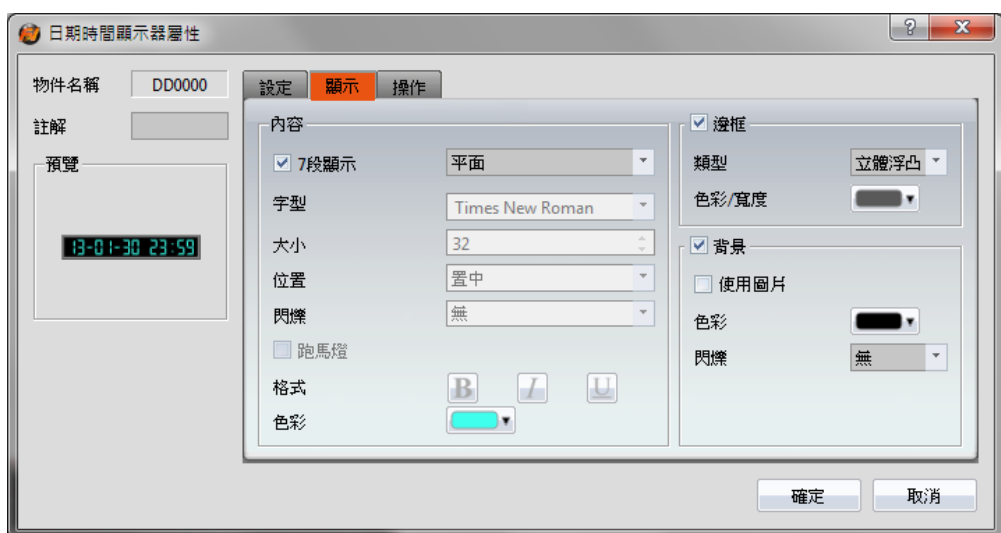 日期時間顯示器屬性
物件名稱 DD0000
註解
預覽
13-01-30 23:59
設定 顯示 操作
內容
7段顯示 平面
字型 Times New Roman
大小 32
位置 置中
閃爍 無
跑馬燈
格式 B I U
色彩
邊框
類型 立體浮凸
色彩/寬度
背景
使用圖片
色彩
閃爍 無
確定 取消